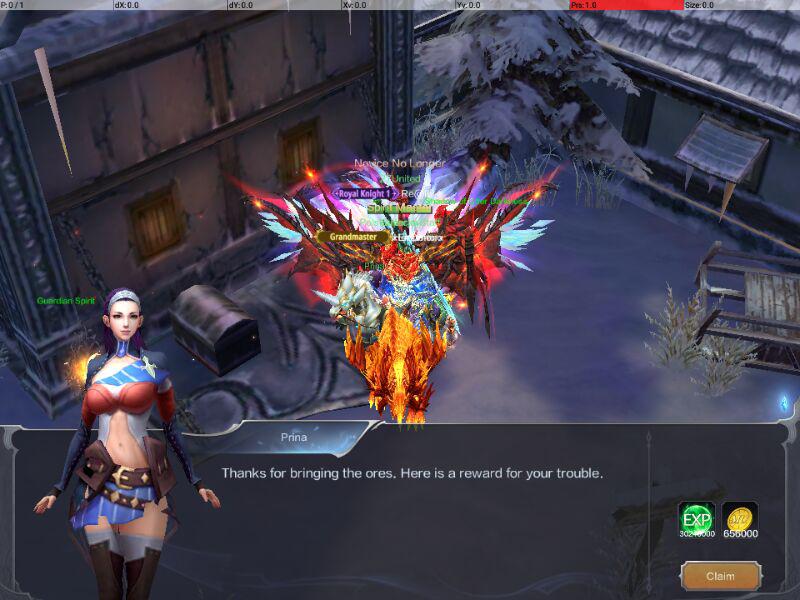 P: 0 / 1 dX: 0.0 dY: 0.0 Xv: 0.0 Yv: 0.0 Prs: 1.0 Size: 0.0
Novice No Longer
United
Royal Knight 1
Grandmaster
Guardian Spirit
Prina
Thanks for bringing the ores. Here is a reward for your trouble.
EXP
656000
Claim